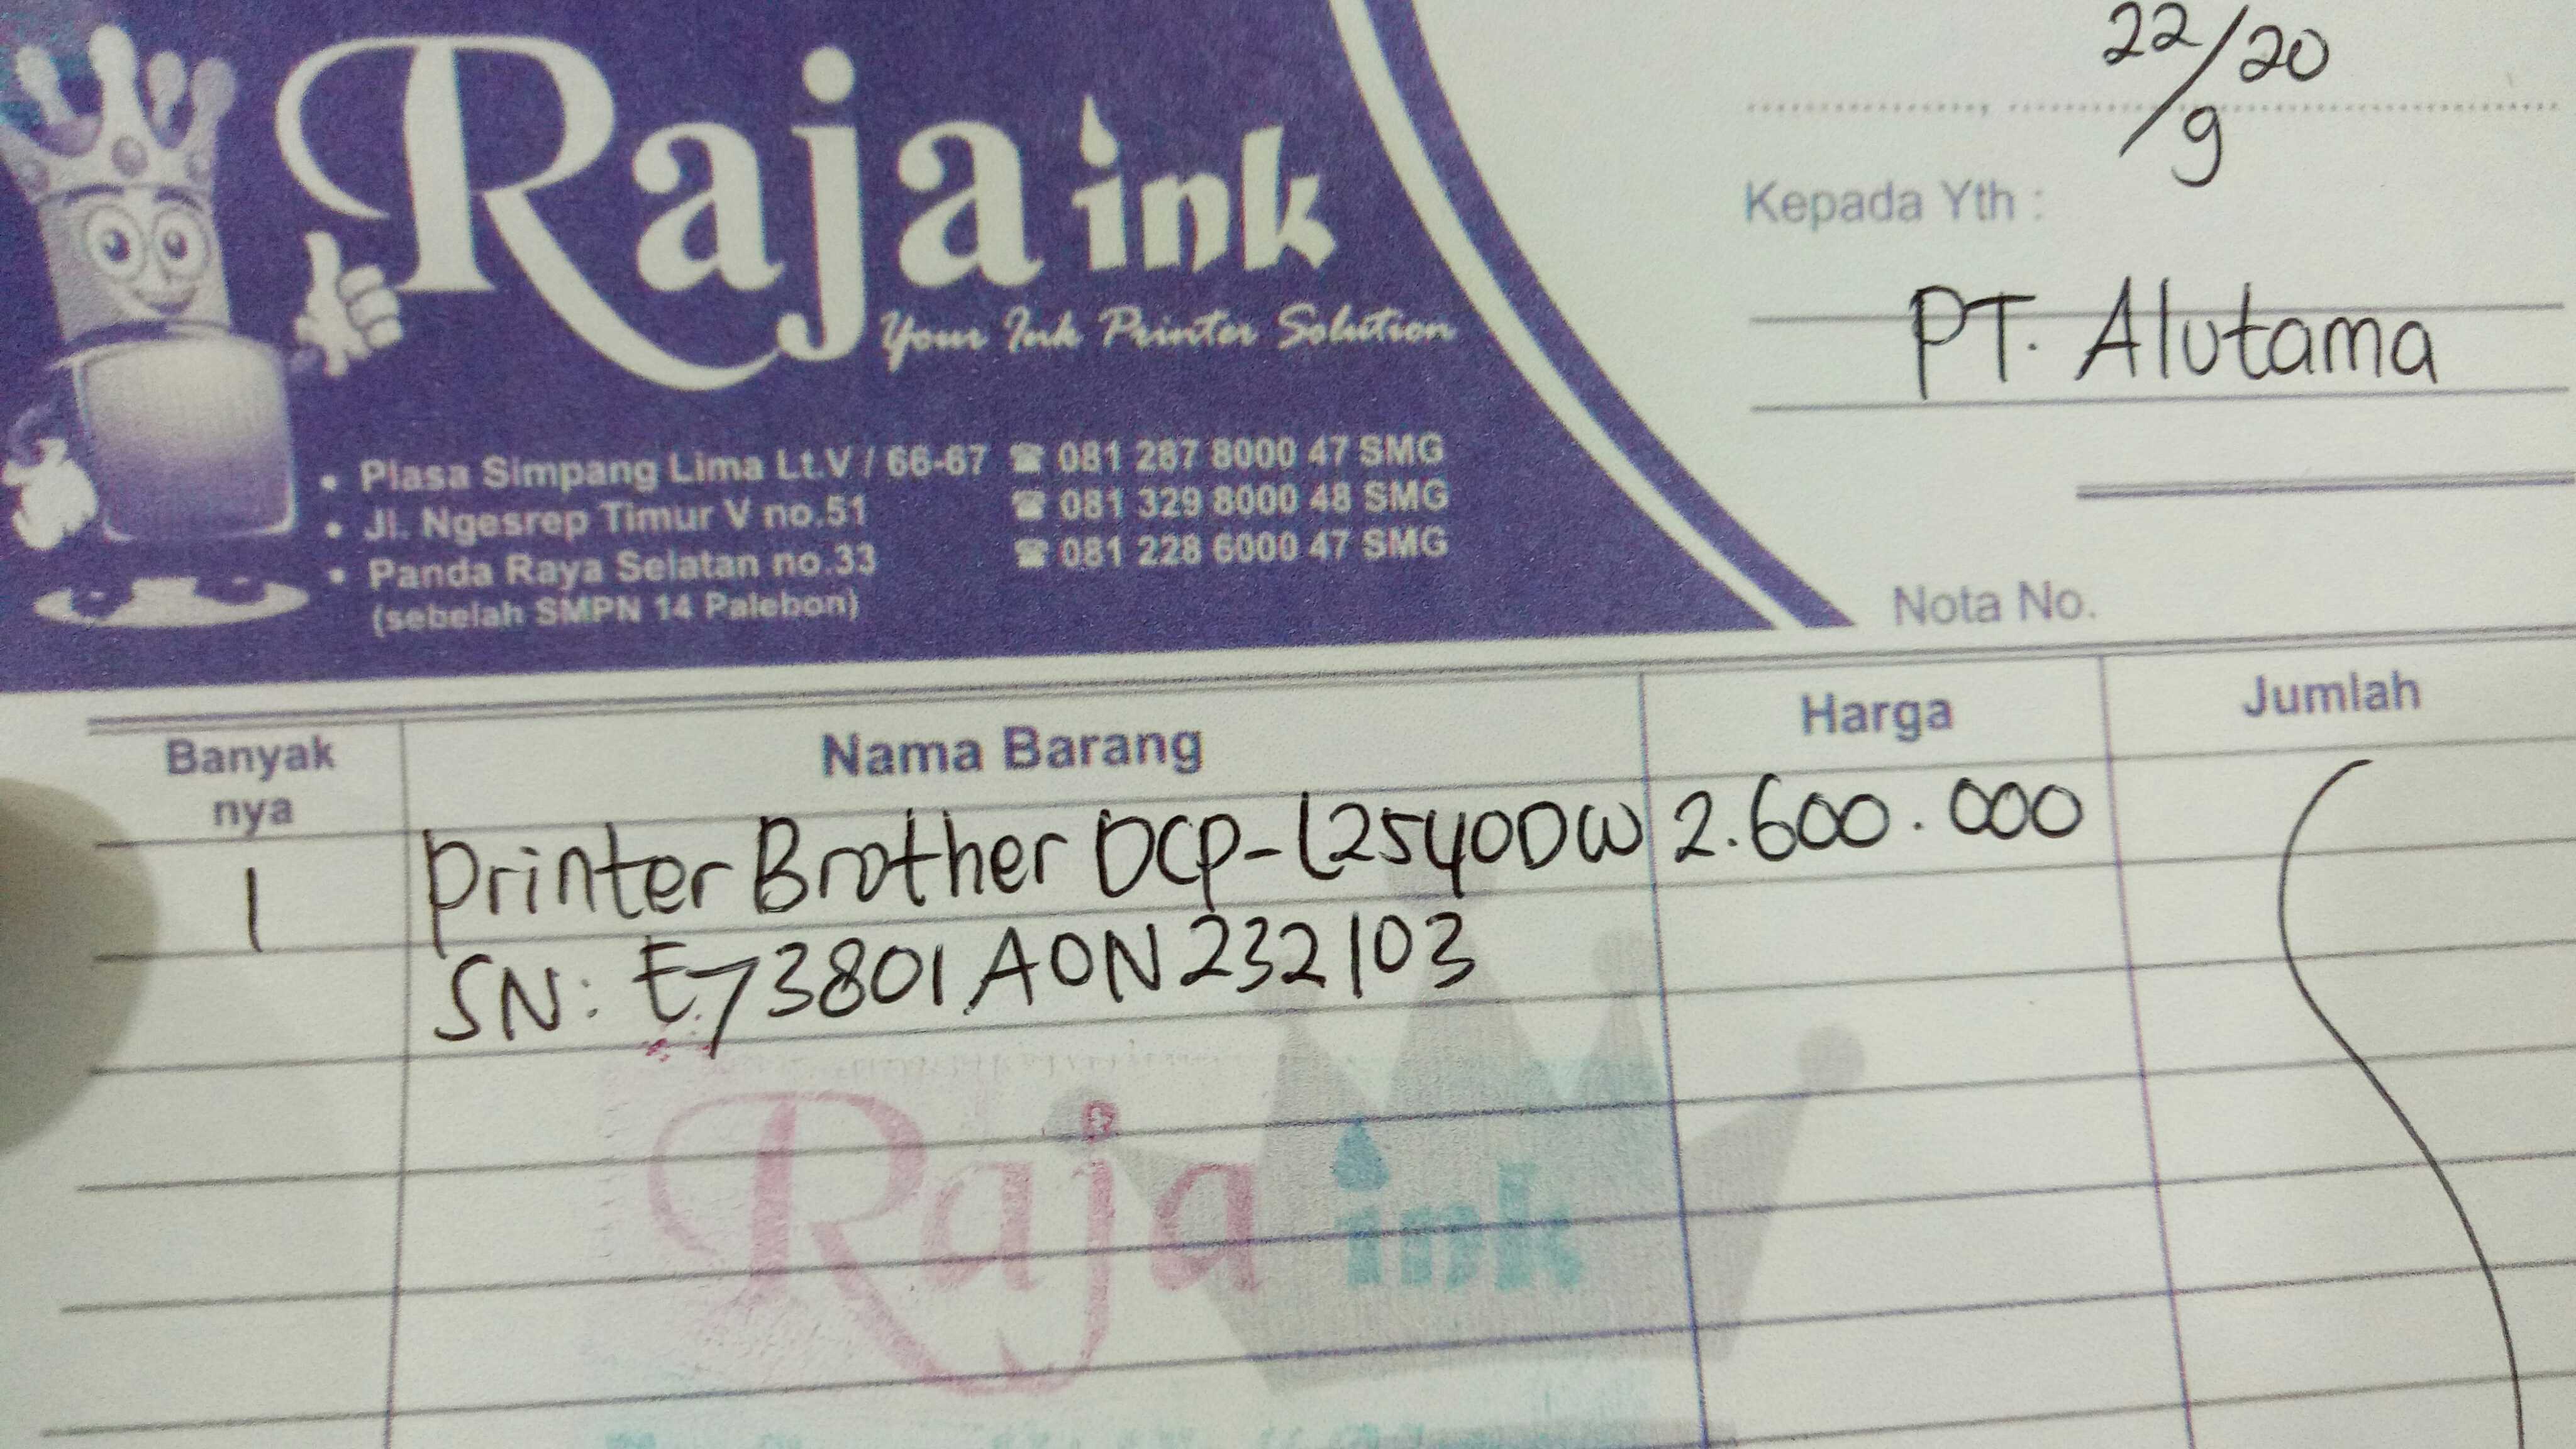 Raja ink
Your Ink Printer Solution
• Plasa Simpang Lima Lt.V / 66-67 ☎ 081 287 8000 47 SMG
• Jl. Ngesrep Timur V no.51 ☎ 081 329 8000 48 SMG
• Panda Raya Selatan no.33 ☎ 081 228 6000 47 SMG
(sebelah SMPN 14 Palebon)
22/9 20
Kepada Yth :
PT. Alutama
Nota No.
Banyak nya Nama Barang Harga Jumlah
1 Printer Brother DCP-L2540DW 2.600.000
SN: E73801A0N232103
Raja ink